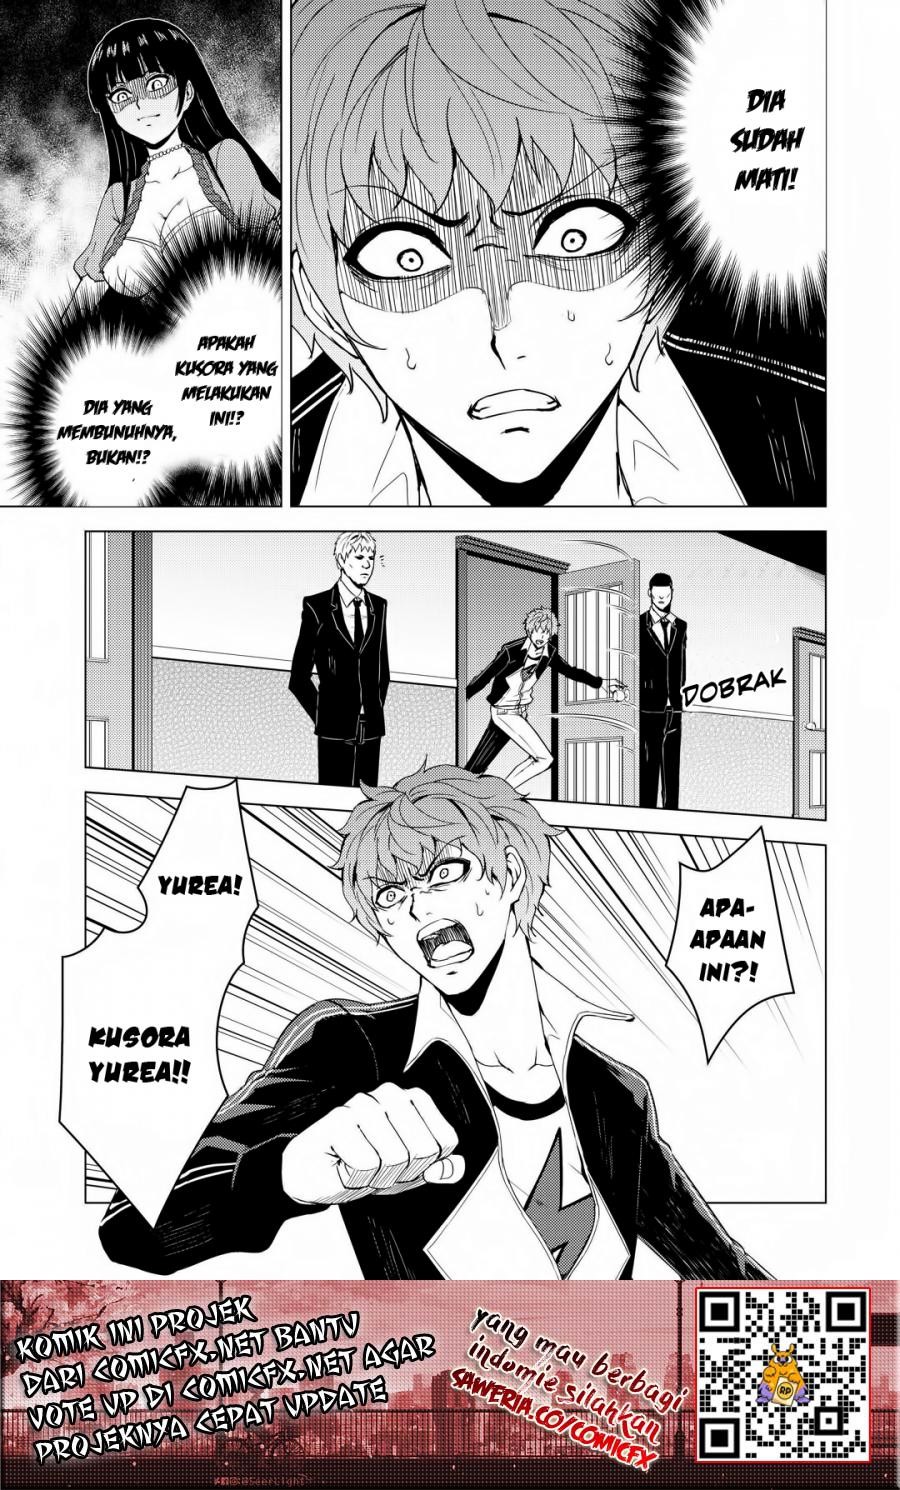 DIA
SUDAH
MATI!
APAKAH
KUSORA YANG
MELAKUKAN
INI!?
DIA YANG
MEMBUNUHNYA,
BUKAN!?
DOBRAK
APA-
APAAN
INI?!
YUREA!
KUSORA
YUREA!!
KOMIK INI PROJEK
DARI COMICFX.NET BANTU
VOTE UP DI COMICFX.NET AGAR
PROJEKNYA CEPAT UPDATE
yang mau berbagi
indomie silahkan
SAWERIA.CO/COMICFX
RP
@SeerLight